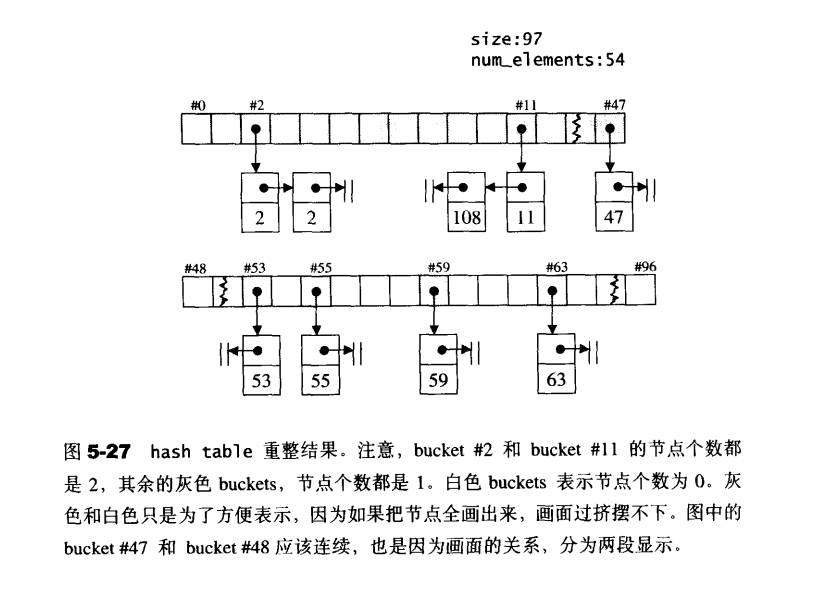 size:97
num_elements:54
#0 #2 #11 #47
2 2 108 11 47
#48 #53 #55 #59 #63 #96
53 55 59 63
图 5-27 hash table 重整结果。注意，bucket #2 和 bucket #11 的节点个数都
是 2，其余的灰色 buckets，节点个数都是 1。白色 buckets 表示节点个数为 0。灰
色和白色只是为了方便表示，因为如果把节点全画出来，画面过挤摆不下。图中的
bucket #47 和 bucket #48 应该连续，也是因为画面的关系，分为两段显示。